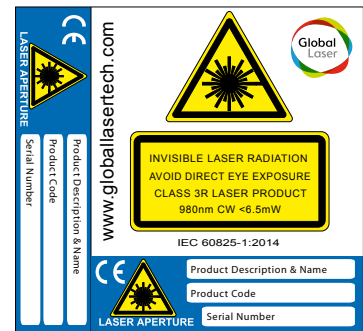 LASER APERTURE
CE
Serial Number
Product Code
Product Description & Name
www.globallasertech.com
Global
Laser
INVISIBLE LASER RADIATION
AVOID DIRECT EYE EXPOSURE
CLASS 3R LASER PRODUCT
980nm CW <6.5mW
IEC 60825-1:2014
CE
LASER APERTURE
Product Description & Name
Product Code
Serial Number